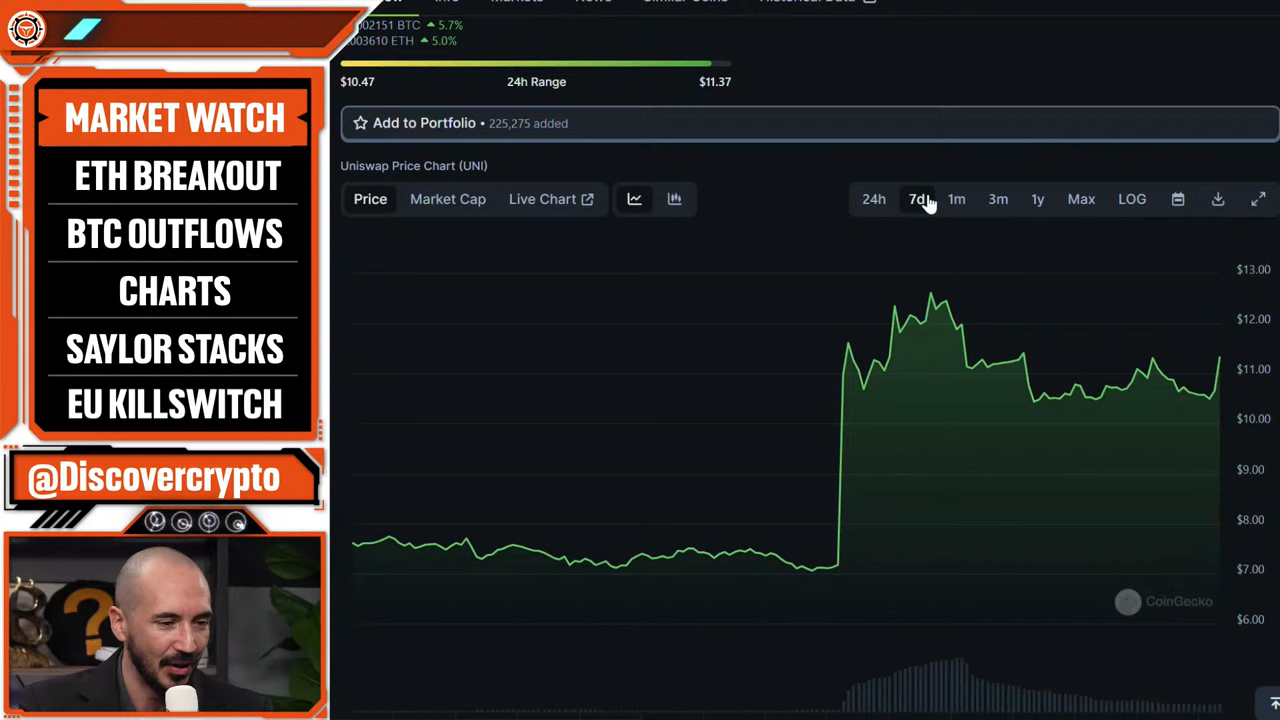 MARKET WATCH
ETH BREAKOUT
BTC OUTFLOWS
CHARTS
SAYLOR STACKS
EU KILLSWITCH
@Discovercrypto
002151 BTC 5.7%
.003610 ETH 5.0%
$10.47 24h Range $11.37
Add to Portfolio • 225,275 added
Uniswap Price Chart (UNI)
Price Market Cap Live Chart 24h 7d 1m 3m 1y Max LOG
$13.00
$12.00
$11.00
$10.00
$9.00
$8.00
$7.00
CoinGecko
$6.00